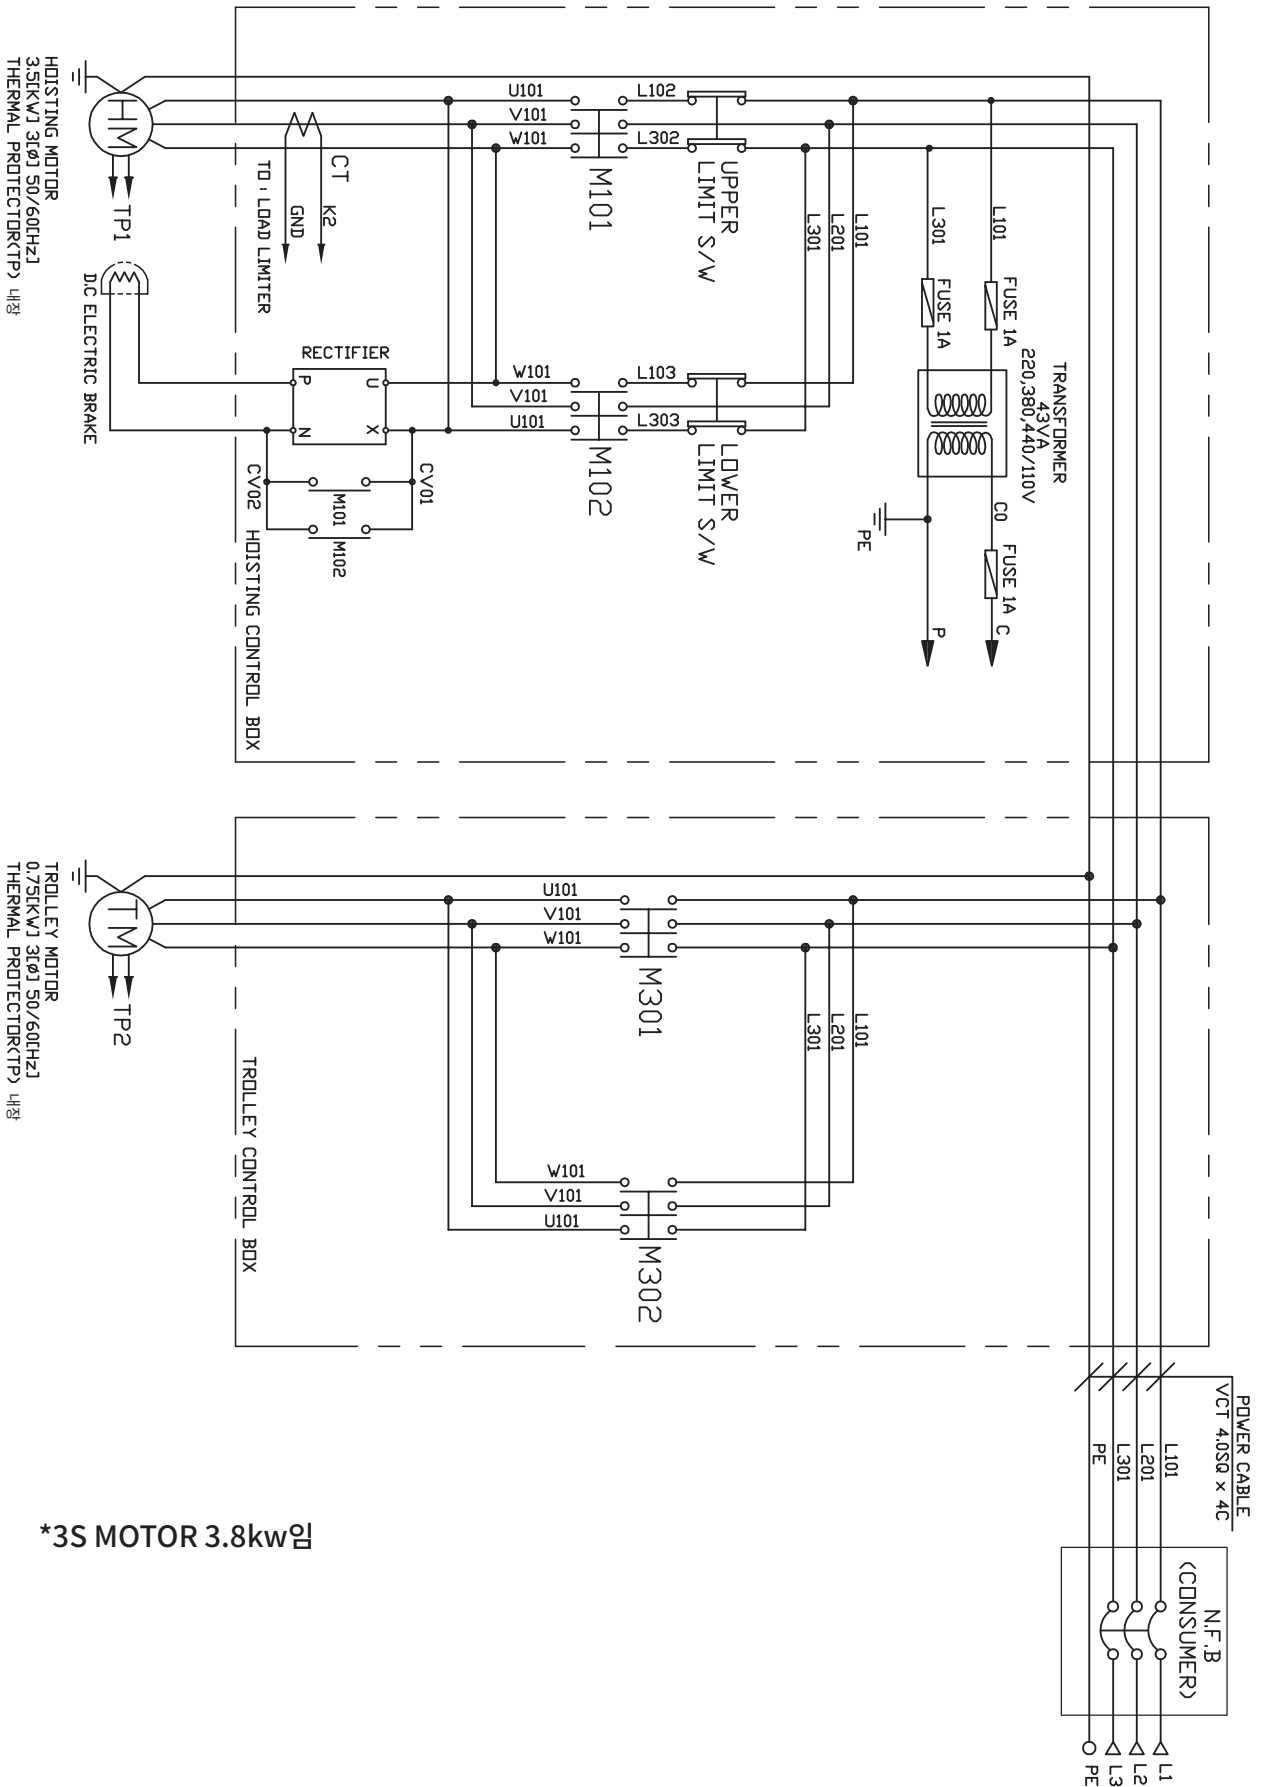 HOISTING MOTOR
3.5[KW] 3[Ø] 50/60[Hz]
THERMAL PROTECTOR(TP) 내장
HM
TP1
D.C ELECTRIC BRAKE
U101
V101
W101
CT
K2
GND
TO : LOAD LIMITER
M101
L102
L302
UPPER
LIMIT S/W
L101
L201
L301
L301
L101
FUSE 1A
FUSE 1A
TRANSFORMER
43VA
220,380,440/110V
C0
FUSE 1A
C
P
PE
RECTIFIER
P
U
N
X
CV01
CV02
M101
M102
W101
V101
U101
M102
L103
L303
LOWER
LIMIT S/W
HOISTING CONTROL BOX
TROLLEY MOTOR
0.75[KW] 3[Ø] 50/60[Hz]
THERMAL PROTECTOR(TP) 내장
TM
TP2
U101
V101
W101
M301
L101
L201
L301
W101
V101
U101
M302
TROLLEY CONTROL BOX
POWER CABLE
VCT 4.0SQ × 4C
L101
L201
L301
PE
N.F.B
(CONSUMER)
L1
L2
L3
PE
*3S MOTOR 3.8kw임